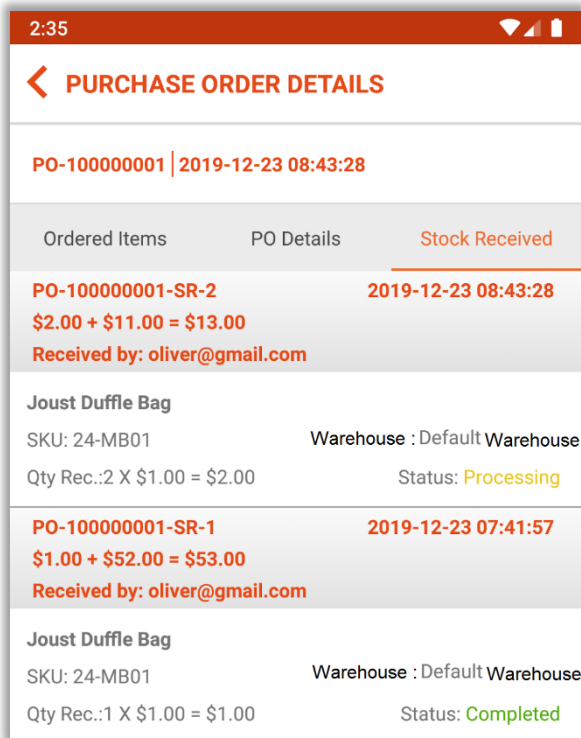 2:35
PURCHASE ORDER DETAILS
PO-100000001 | 2019-12-23 08:43:28
Ordered Items PO Details Stock Received
PO-100000001-SR-2 2019-12-23 08:43:28
$2.00 + $11.00 = $13.00
Received by: oliver@gmail.com
Joust Duffle Bag
SKU: 24-MB01 Warehouse : Default Warehouse
Qty Rec.:2 X $1.00 = $2.00 Status: Processing
PO-100000001-SR-1 2019-12-23 07:41:57
$1.00 + $52.00 = $53.00
Received by: oliver@gmail.com
Joust Duffle Bag
SKU: 24-MB01 Warehouse : Default Warehouse
Qty Rec.:1 X $1.00 = $1.00 Status: Completed